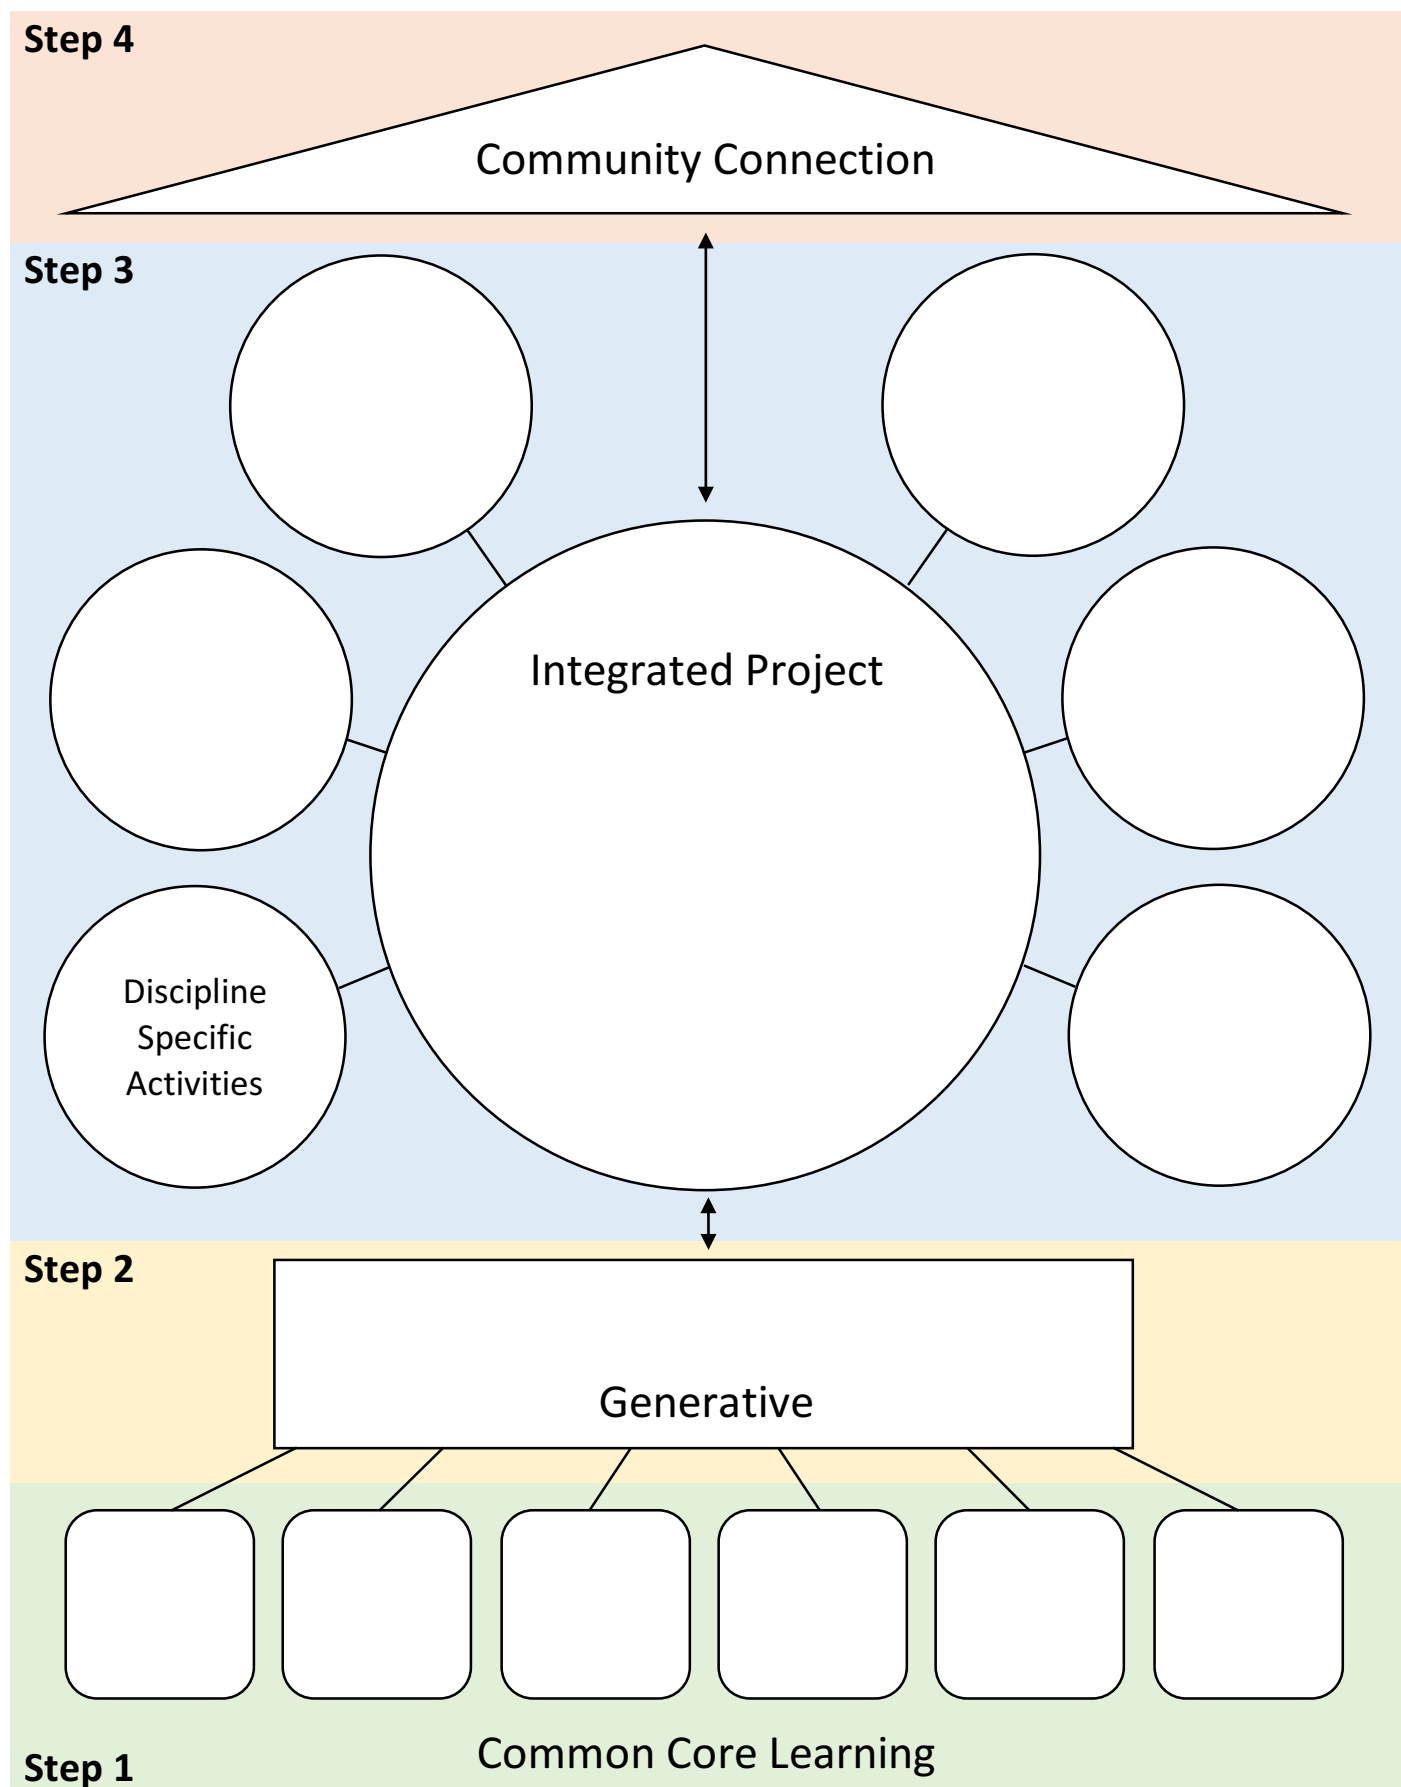 Step 4
Community Connection
Step 3
Integrated Project
Discipline
Specific
Activities
Step 2
Generative
Common Core Learning
Step 1